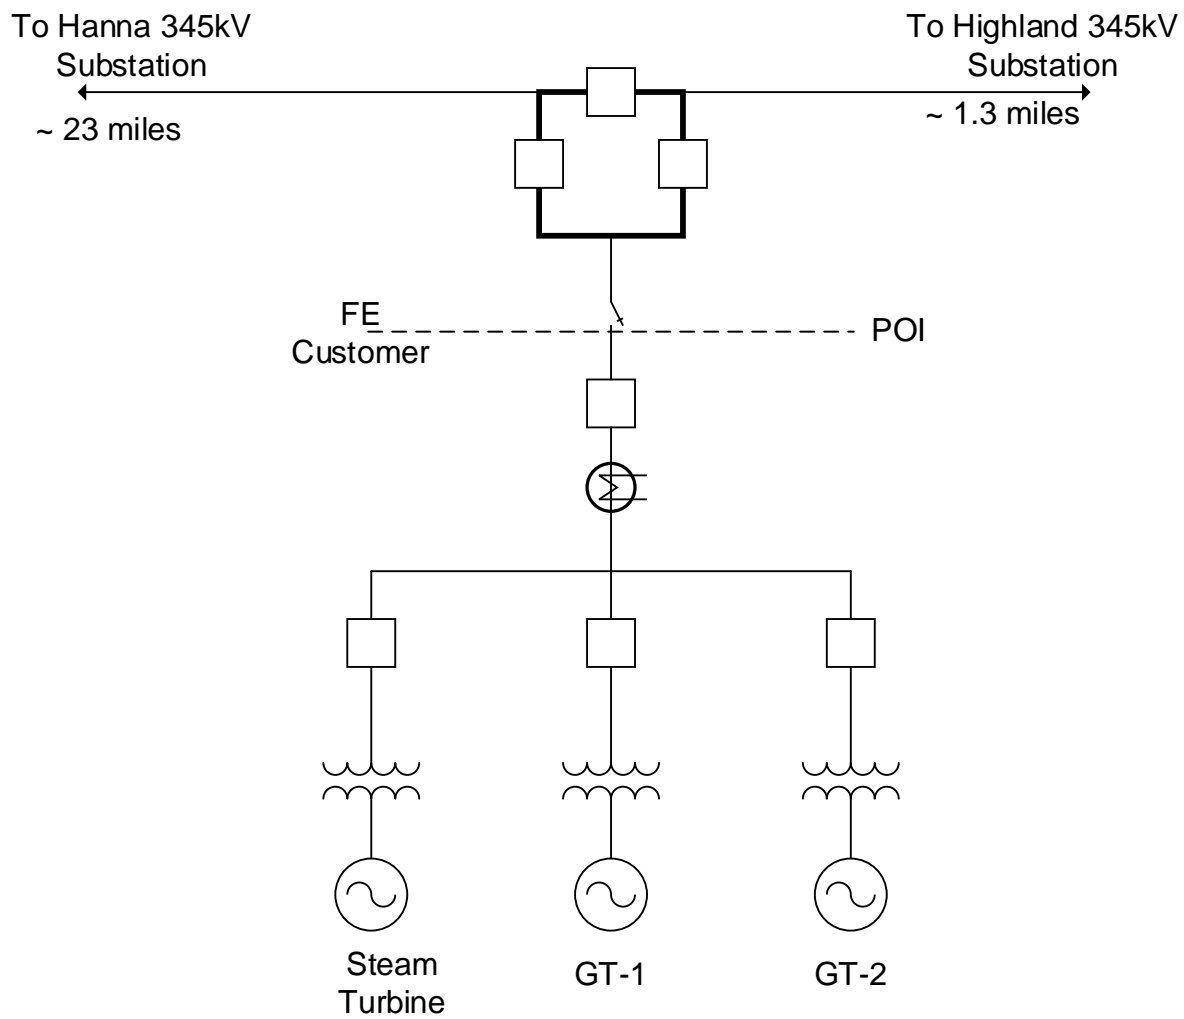 To Hanna 345kV
Substation
~ 23 miles
To Highland 345kV
Substation
~ 1.3 miles
FE
Customer
POI
Steam
Turbine
GT-1
GT-2